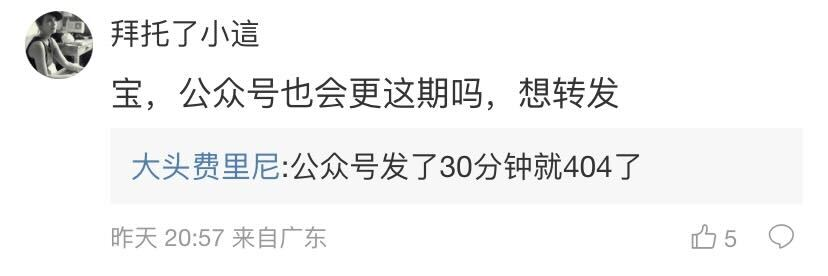 拜托了小這
宝，公众号也会更这期吗，想转发
大头费里尼:公众号发了30分钟就404了
昨天 20:57 来自广东
5